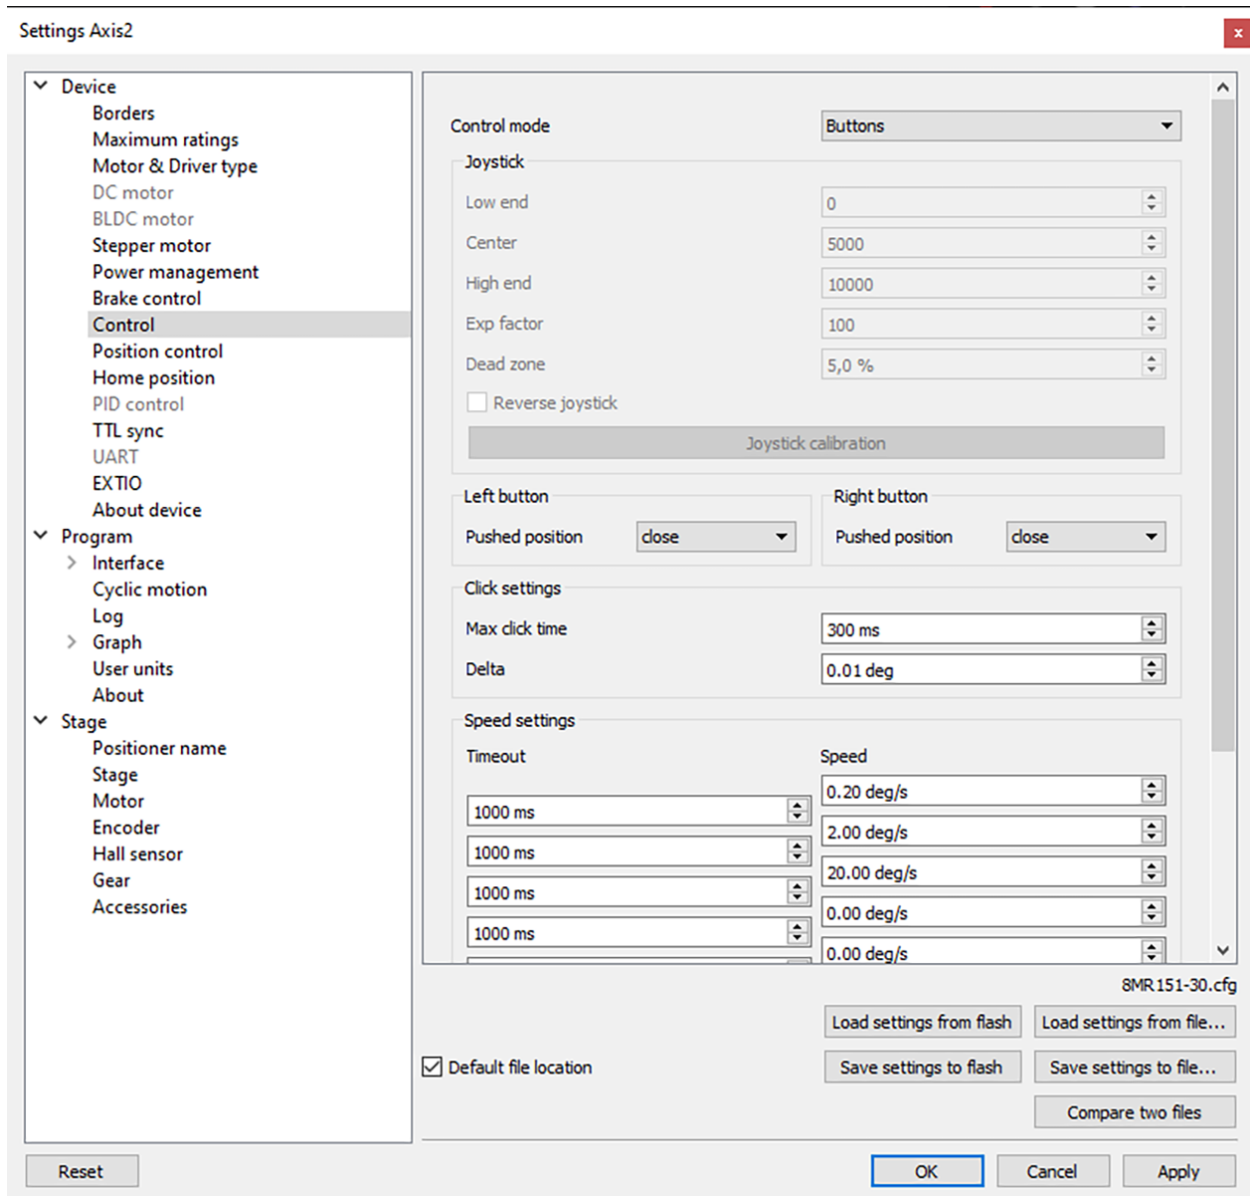 Settings Axis2
x
Device
Borders
Maximum ratings
Motor & Driver type
DC motor
BLDC motor
Stepper motor
Power management
Brake control
Control
Position control
Home position
PID control
TTL sync
UART
EXTIO
About device
Program
Interface
Cyclic motion
Log
Graph
User units
About
Stage
Positioner name
Stage
Motor
Encoder
Hall sensor
Gear
Accessories
Control mode Buttons
Joystick
Low end 0
Center 5000
High end 10000
Exp factor 100
Dead zone 5,0 %
Reverse joystick
Joystick calibration
Left button
Pushed position close
Right button
Pushed position close
Click settings
Max click time 300 ms
Delta 0.01 deg
Speed settings
Timeout Speed
1000 ms 0.20 deg/s
1000 ms 2.00 deg/s
1000 ms 20.00 deg/s
1000 ms 0.00 deg/s
0.00 deg/s
8MR151-30.cfg
Load settings from flash Load settings from file...
Default file location Save settings to flash Save settings to file...
Compare two files
Reset OK Cancel Apply